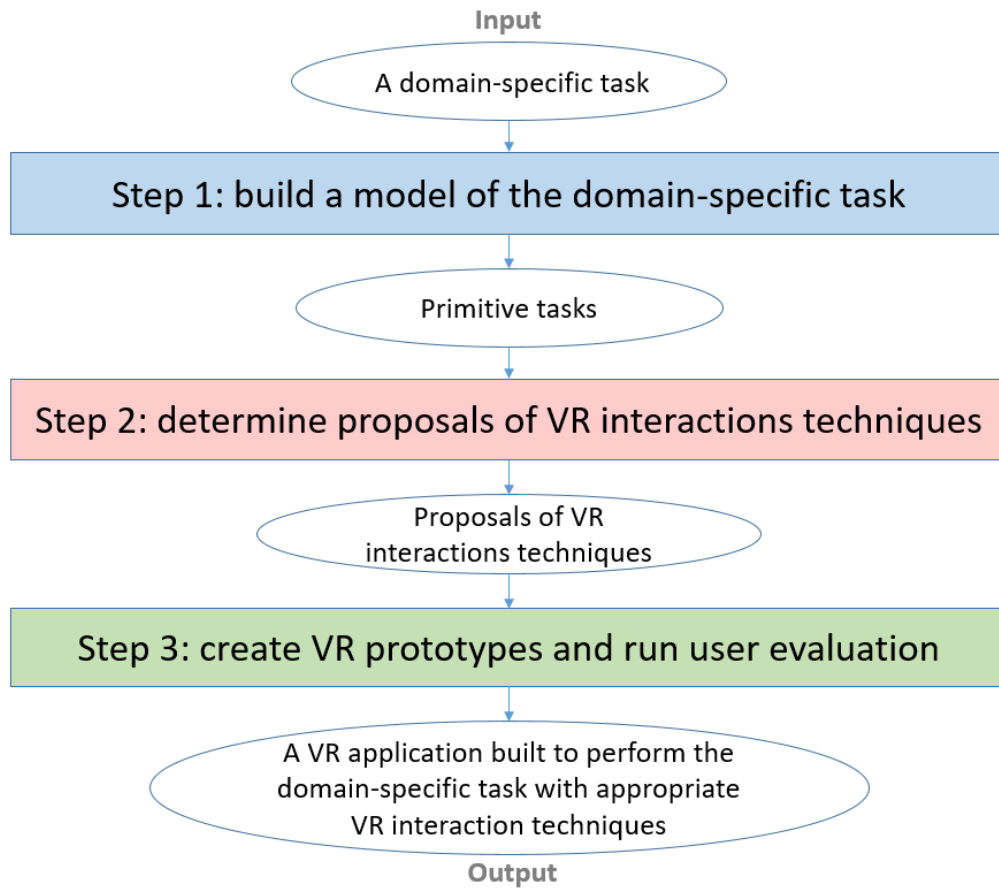 Input
A domain-specific task
Step 1: build a model of the domain-specific task
Primitive tasks
Step 2: determine proposals of VR interactions techniques
Proposals of VR
interactions techniques
Step 3: create VR prototypes and run user evaluation
A VR application built to perform the
domain-specific task with appropriate
VR interaction techniques
Output